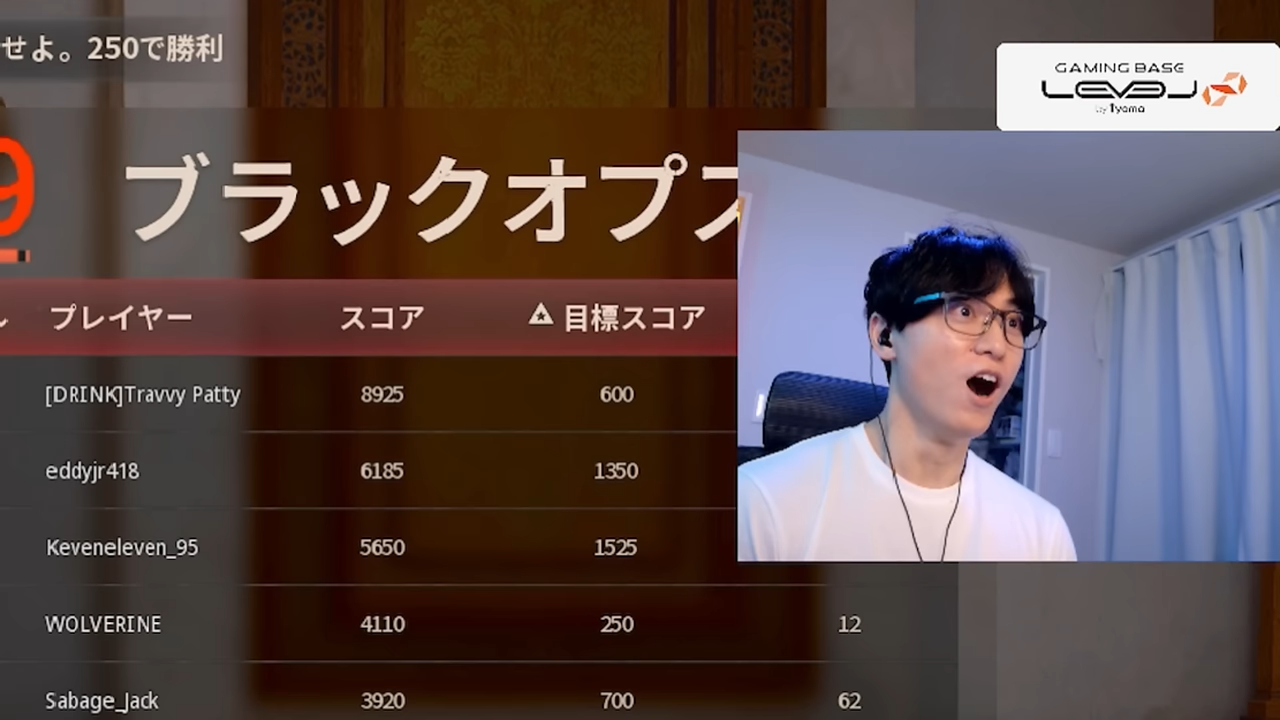 せよ。250で勝利
GAMING BASE
LEVEL
by iiyama
9 ブラックオプス
プレイヤー スコア 目標スコア
[DRINK]Travvy Patty 8925 600
eddyjr418 6185 1350
Keveneleven_95 5650 1525
WOLVERINE 4110 250 12
Sabage_Jack 3920 700 62